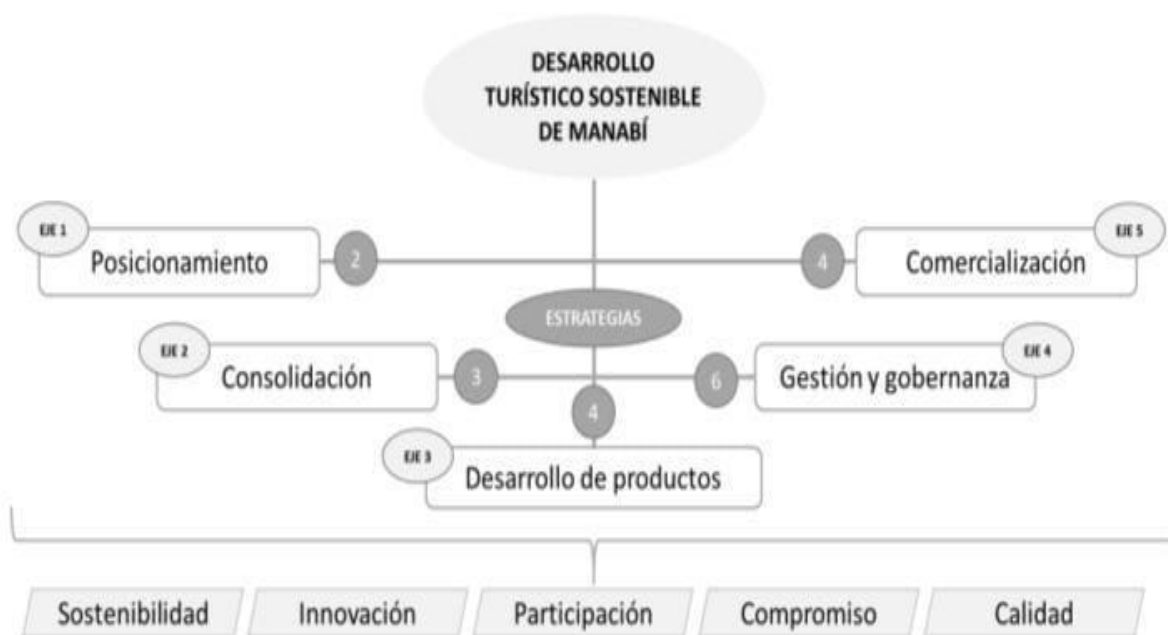 DESARROLLO
TURÍSTICO SOSTENIBLE
DE MANABÍ
EJE 1
Posicionamiento
2
4
Comercialización
EJE 5
ESTRATEGIAS
EJE 2
Consolidación
3
6
Gestión y gobernanza
EJE 4
4
EJE 3
Desarrollo de productos
Sostenibilidad
Innovación
Participación
Compromiso
Calidad